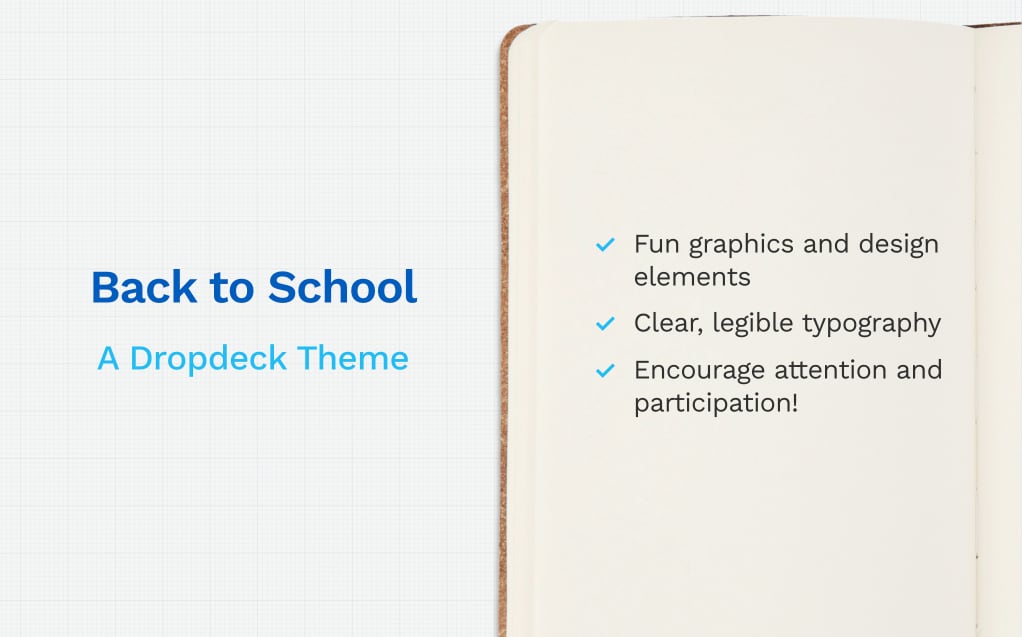 Back to School
A Dropdeck Theme
Fun graphics and design
elements
Clear, legible typography
Encourage attention and
participation!